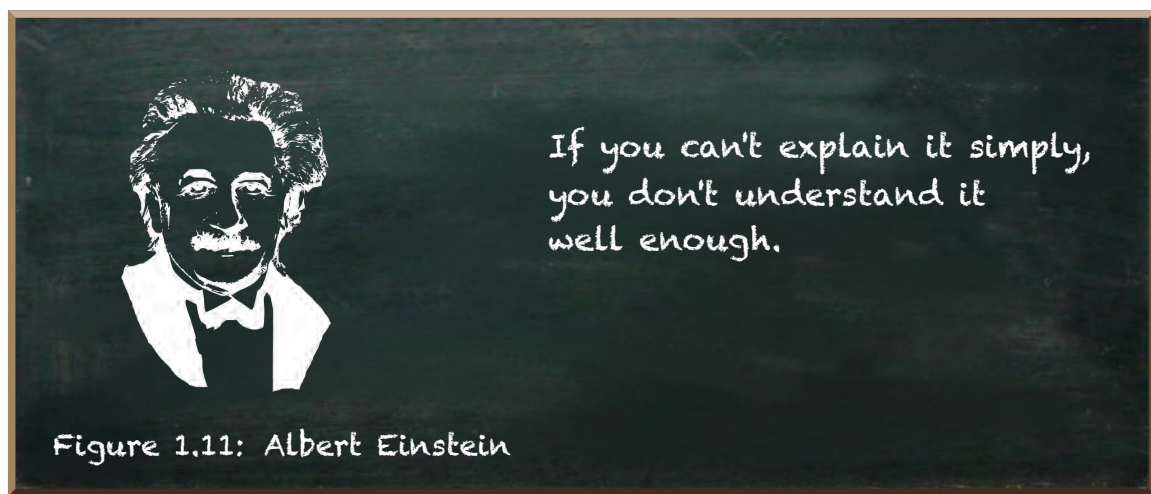 If you can't explain it simply,
you don't understand it
well enough.
Figure 1.11: Albert Einstein